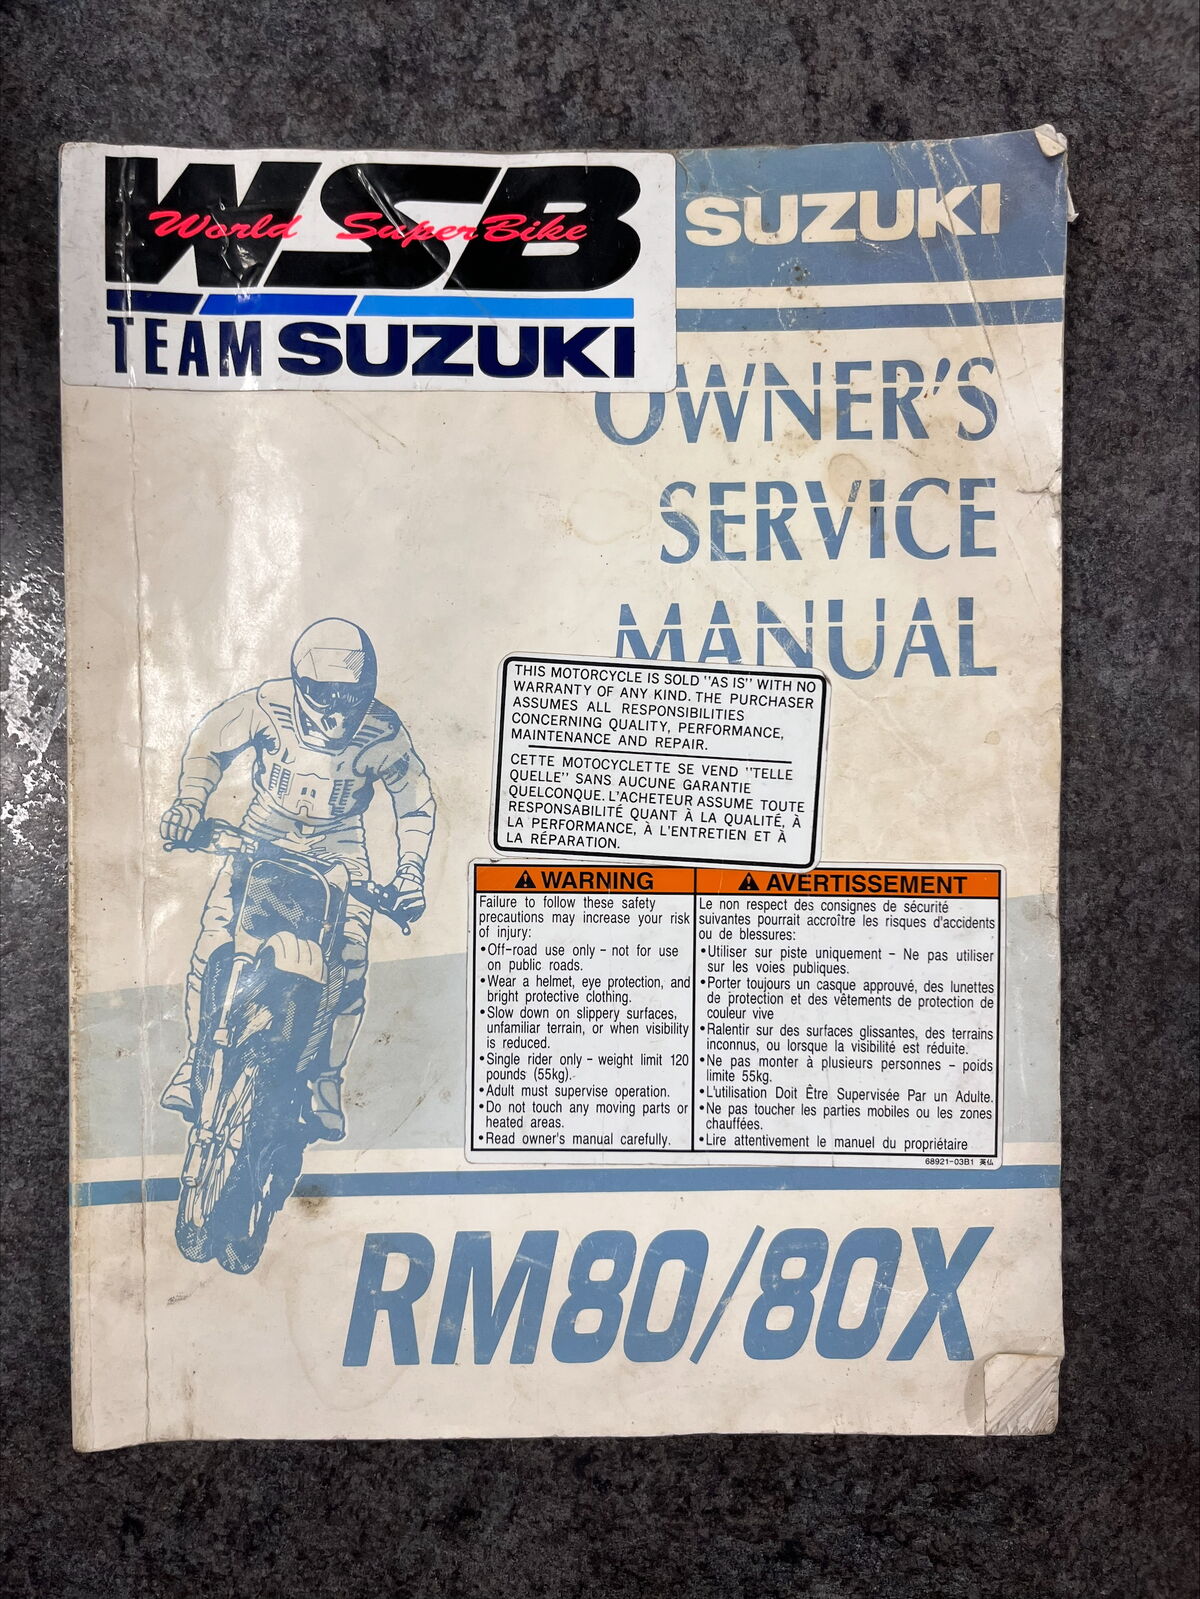 WSB
World SuperBike
TEAM SUZUKI
SUZUKI
OWNER'S
SERVICE
MANUAL
THIS MOTORCYCLE IS SOLD "AS IS" WITH NO
WARRANTY OF ANY KIND. THE PURCHASER
ASSUMES ALL RESPONSIBILITIES
CONCERNING QUALITY, PERFORMANCE,
MAINTENANCE AND REPAIR.
CETTE MOTOCYCLETTE SE VEND "TELLE
QUELLE" SANS AUCUNE GARANTIE
QUELCONQUE. L'ACHETEUR ASSUME TOUTE
RESPONSABILITÉ QUANT À LA QUALITÉ, À
LA PERFORMANCE, À L'ENTRETIEN ET À
LA RÉPARATION.
WARNING
Failure to follow these safety
precautions may increase your risk
of injury:
•Off-road use only - not for use
on public roads.
•Wear a helmet, eye protection, and
bright protective clothing.
•Slow down on slippery surfaces,
unfamiliar terrain, or when visibility
is reduced.
•Single rider only - weight limit 120
pounds (55kg).
•Adult must supervise operation.
•Do not touch any moving parts or
heated areas.
•Read owner's manual carefully.
AVERTISSEMENT
Le non respect des consignes de sécurité
suivantes pourrait accroître les risques d'accidents
ou de blessures:
•Utiliser sur piste uniquement - Ne pas utiliser
sur les voies publiques.
•Porter toujours un casque approuvé, des lunettes
de protection et des vêtements de protection de
couleur vive
•Ralentir sur des surfaces glissantes, des terrains
inconnus, ou lorsque la visibilité est réduite.
•Ne pas monter à plusieurs personnes - poids
limite 55kg.
•L'utilisation Doit Être Supervisée Par un Adulte.
•Ne pas toucher les parties mobiles ou les zones
chauffées.
•Lire attentivement le manuel du propriétaire
68921-03B1 英仏
RM80/80X